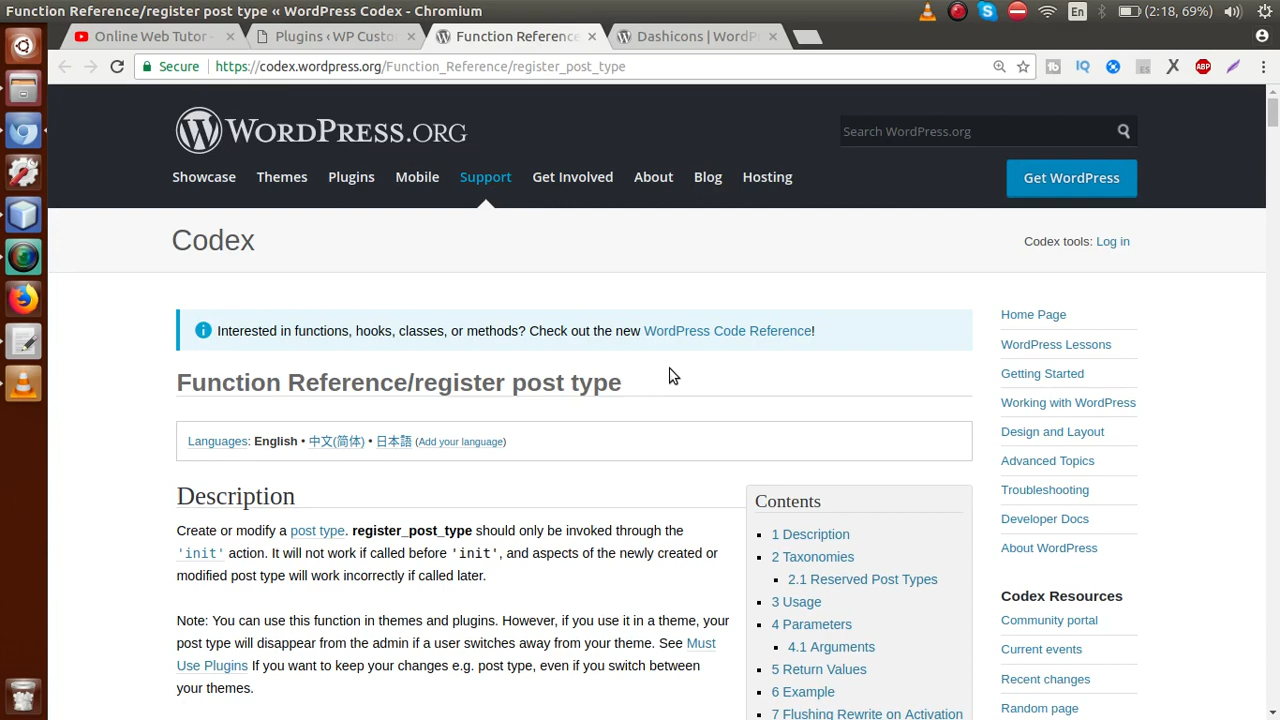 Function Reference/register post type « WordPress Codex - Chromium
En
(2:18, 69%)
Online Web Tutor -
Plugins ‹ WP Custo
Function Reference
Dashicons | WordP
Secure
https://codex.wordpress.org/Function_Reference/register_post_type
IQ
ABP
WORDPRESS.ORG
Search WordPress.org
Showcase
Themes
Plugins
Mobile
Support
Get Involved
About
Blog
Hosting
Get WordPress
Codex
Codex tools: Log in
Interested in functions, hooks, classes, or methods? Check out the new WordPress Code Reference!
Function Reference/register post type
Languages: English • 中文(简体) • 日本語 (Add your language)
Description
Create or modify a post type. register_post_type should only be invoked through the
'init' action. It will not work if called before 'init', and aspects of the newly created or
modified post type will work incorrectly if called later.
Note: You can use this function in themes and plugins. However, if you use it in a theme, your
post type will disappear from the admin if a user switches away from your theme. See Must
Use Plugins If you want to keep your changes e.g. post type, even if you switch between
your themes.
Contents
1 Description
2 Taxonomies
2.1 Reserved Post Types
3 Usage
4 Parameters
4.1 Arguments
5 Return Values
6 Example
7 Flushing Rewrite on Activation
Home Page
WordPress Lessons
Getting Started
Working with WordPress
Design and Layout
Advanced Topics
Troubleshooting
Developer Docs
About WordPress
Codex Resources
Community portal
Current events
Recent changes
Random page